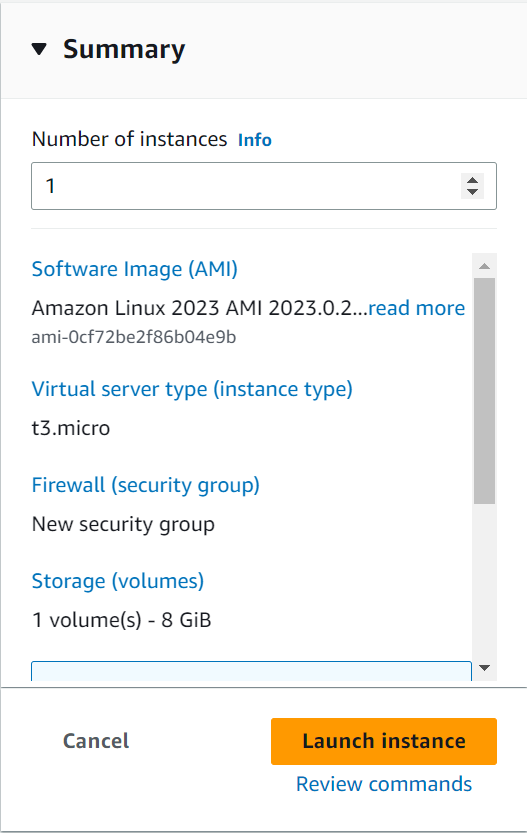 Summary
Number of instances Info
1
Software Image (AMI)
Amazon Linux 2023 AMI 2023.0.2...read more
ami-0cf72be2f86b04e9b
Virtual server type (instance type)
t3.micro
Firewall (security group)
New security group
Storage (volumes)
1 volume(s) - 8 GiB
Cancel
Launch instance
Review commands